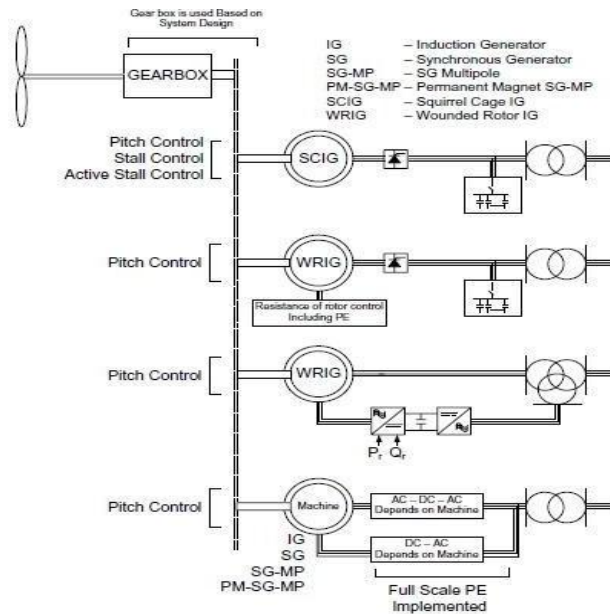 Gear box is used Based on
System Design
GEARBOX
IG – Induction Generator
SG – Synchronous Generator
SG-MP – SG Multipole
PM-SG-MP – Permanent Magnet SG-MP
SCIG – Squirrel Cage IG
WRIG – Wounded Rotor IG
Pitch Control
Stall Control
Active Stall Control
SCIG
Pitch Control
WRIG
Resistance of rotor control
Including PE
Pitch Control
WRIG
Pr Qr
Pitch Control
Machine
AC – DC – AC
Depends on Machine
IG
SG
SG-MP
PM-SG-MP
DC – AC
Depends on Machine
Full Scale PE
Implemented